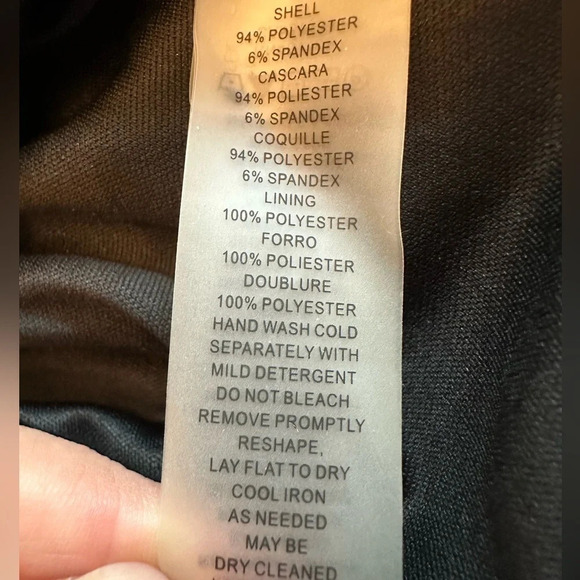 SHELL
94% POLYESTER
6% SPANDEX
CASCARA
94% POLIESTER
6% SPANDEX
COQUILLE
94% POLYESTER
6% SPANDEX
LINING
100% POLYESTER
FORRO
100% POLIESTER
DOUBLURE
100% POLYESTER
HAND WASH COLD
SEPARATELY WITH
MILD DETERGENT
DO NOT BLEACH
REMOVE PROMPTLY
RESHAPE,
LAY FLAT TO DRY
COOL IRON
AS NEEDED
MAY BE
DRY CLEANED